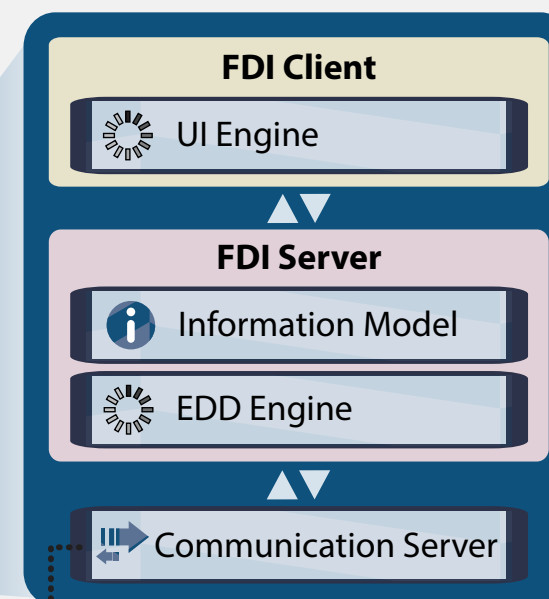 FDI Client
UI Engine
FDI Server
Information Model
EDD Engine
Communication Server